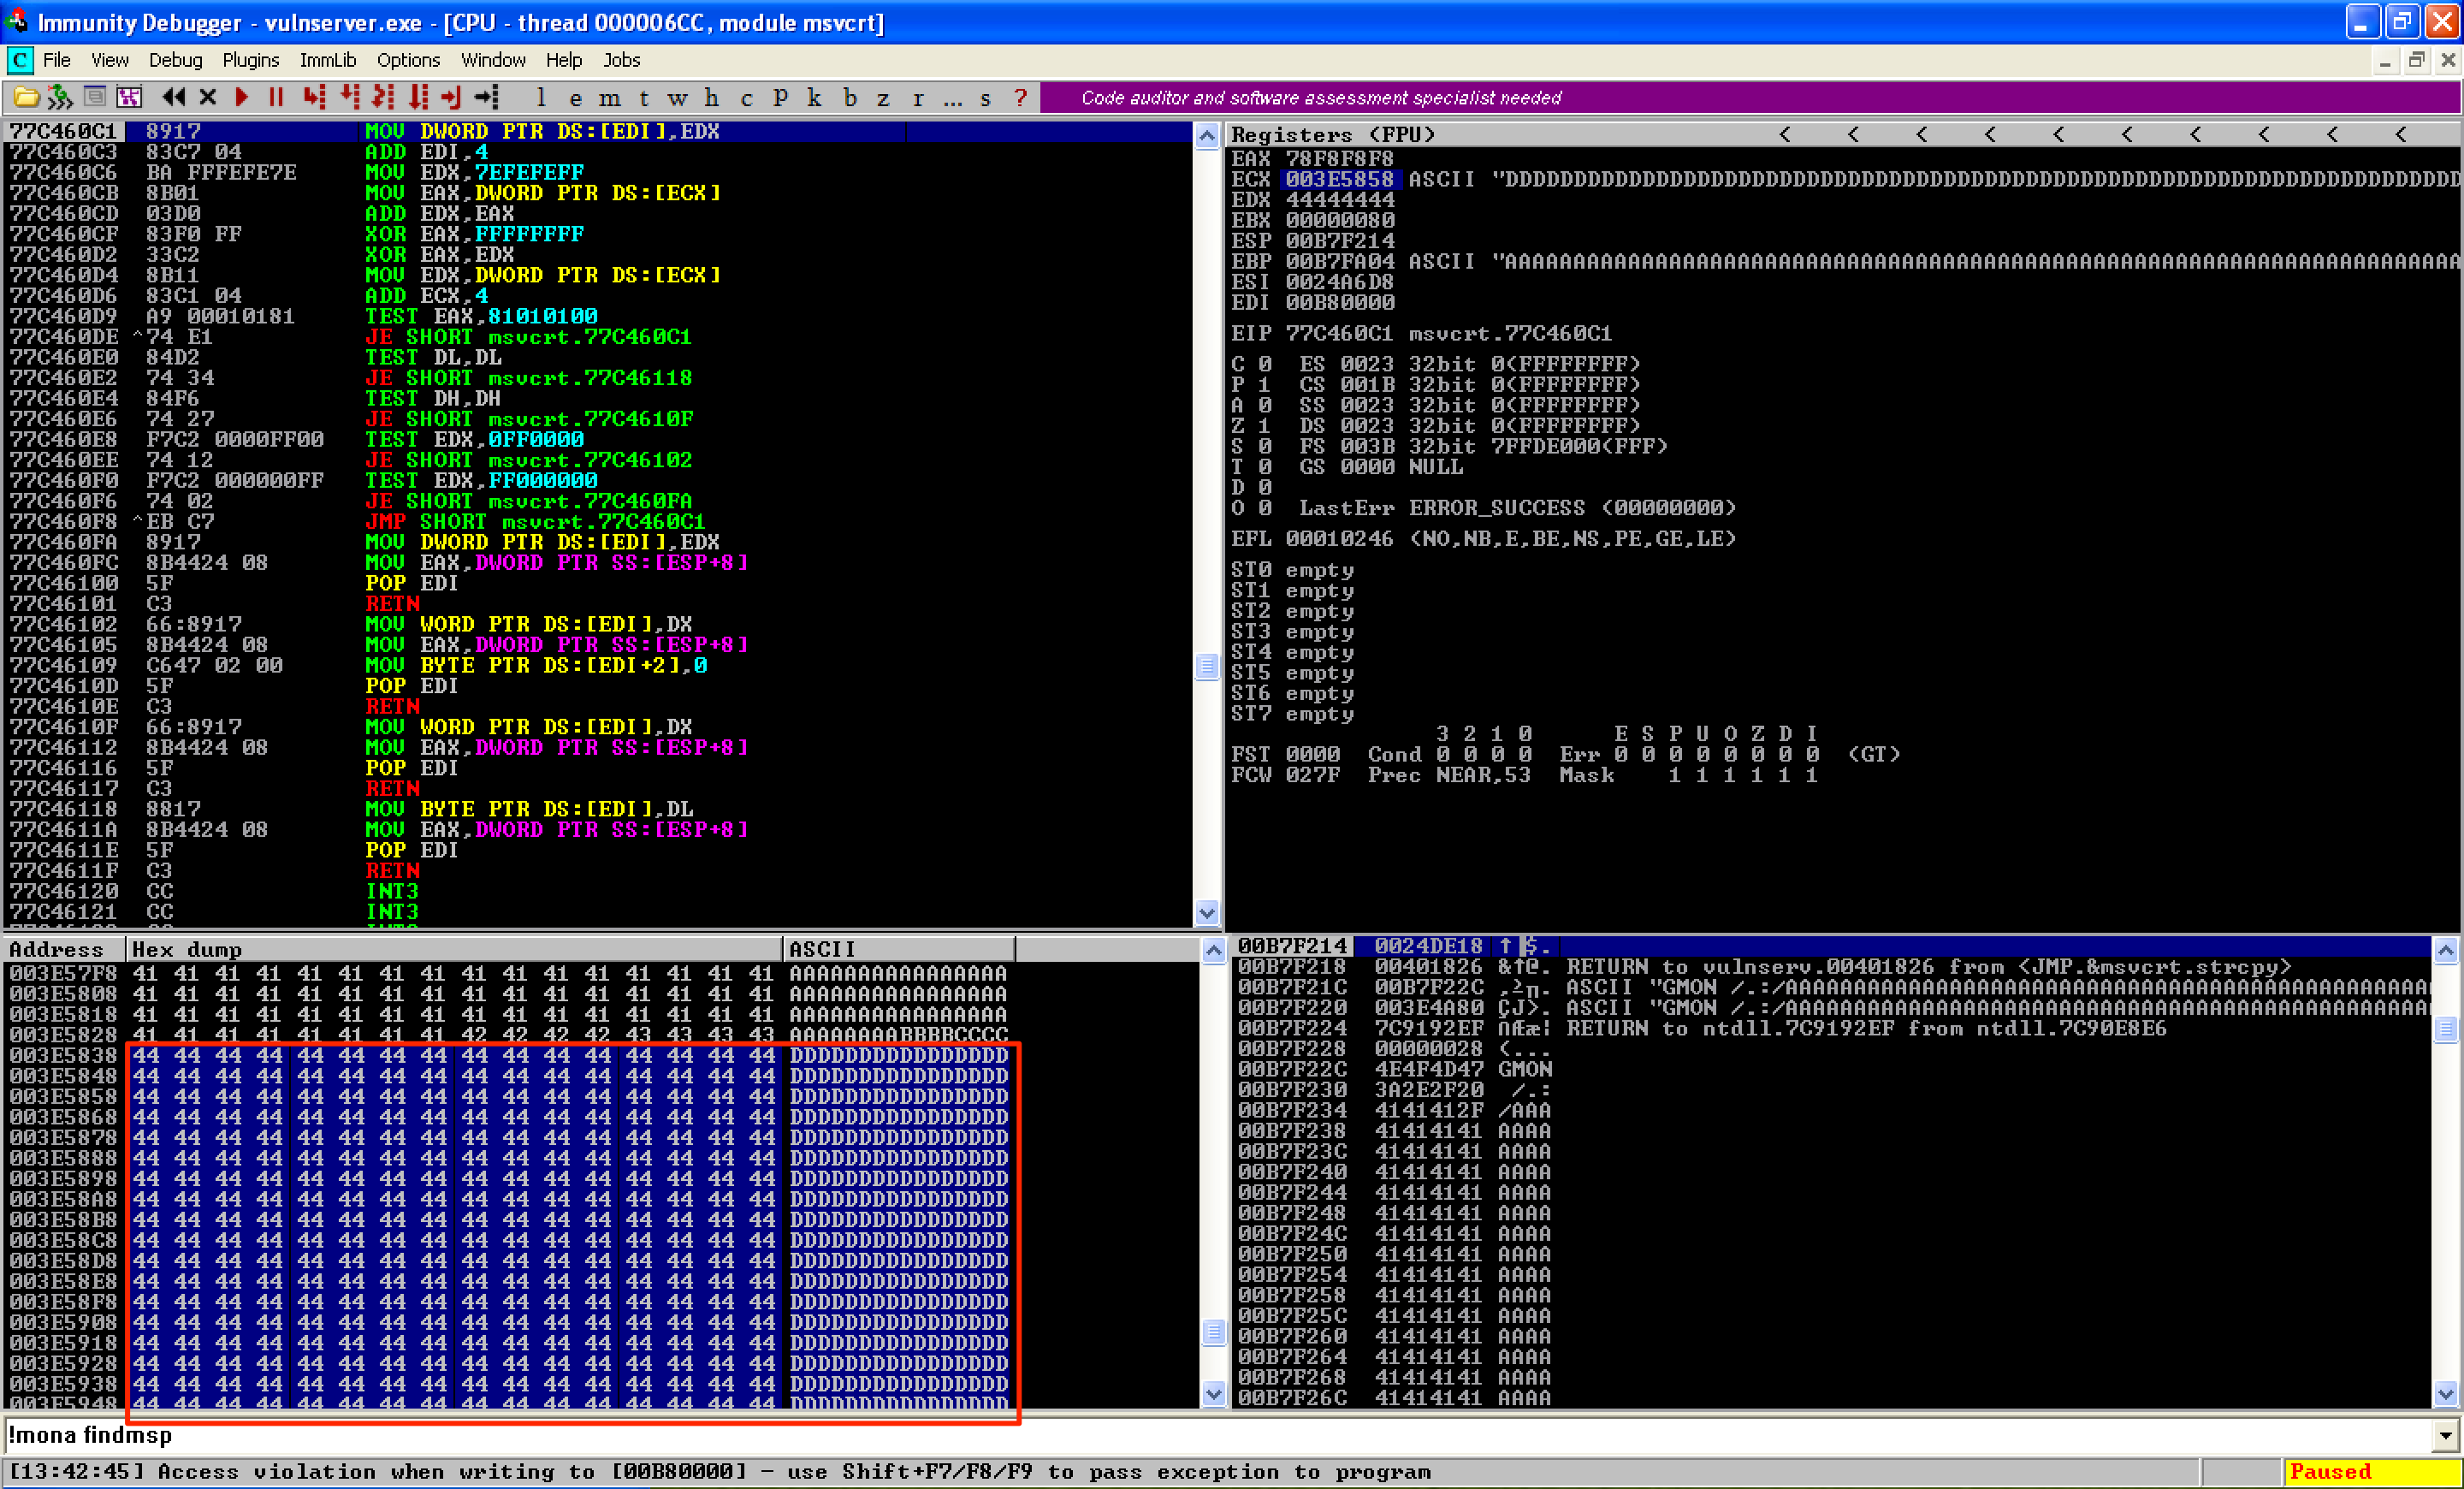 Immunity Debugger - vulnserver.exe - [CPU - thread 000006CC, module msvcrt]
C File View Debug Plugins ImmLib Options Window Help Jobs
l e m t w h c P k b z r ... s ? Code auditor and software assessment specialist needed
77C460C1 8917 MOV DWORD PTR DS:[EDI],EDX
77C460C3 83C7 04 ADD EDI,4
77C460C6 BA FFFEFE7E MOV EDX,7EFEFEFF
77C460CB 8B01 MOV EAX,DWORD PTR DS:[ECX]
77C460CD 03D0 ADD EDX,EAX
77C460CF 83F0 FF XOR EAX,FFFFFFFF
77C460D2 33C2 XOR EAX,EDX
77C460D4 8B11 MOV EDX,DWORD PTR DS:[ECX]
77C460D6 83C1 04 ADD ECX,4
77C460D9 A9 00010181 TEST EAX,81010100
77C460DE ^74 E1 JE SHORT msvcrt.77C460C1
77C460E0 84D2 TEST DL,DL
77C460E2 74 34 JE SHORT msvcrt.77C46118
77C460E4 84F6 TEST DH,DH
77C460E6 74 27 JE SHORT msvcrt.77C4610F
77C460E8 F7C2 0000FF00 TEST EDX,0FF0000
77C460EE 74 12 JE SHORT msvcrt.77C46102
77C460F0 F7C2 000000FF TEST EDX,FF000000
77C460F6 74 02 JE SHORT msvcrt.77C460FA
77C460F8 ^EB C7 JMP SHORT msvcrt.77C460C1
77C460FA 8917 MOV DWORD PTR DS:[EDI],EDX
77C460FC 8B4424 08 MOV EAX,DWORD PTR SS:[ESP+8]
77C46100 5F POP EDI
77C46101 C3 RETN
77C46102 66:8917 MOV WORD PTR DS:[EDI],DX
77C46105 8B4424 08 MOV EAX,DWORD PTR SS:[ESP+8]
77C46109 C647 02 00 MOV BYTE PTR DS:[EDI+2],0
77C4610D 5F POP EDI
77C4610E C3 RETN
77C4610F 66:8917 MOV WORD PTR DS:[EDI],DX
77C46112 8B4424 08 MOV EAX,DWORD PTR SS:[ESP+8]
77C46116 5F POP EDI
77C46117 C3 RETN
77C46118 8817 MOV BYTE PTR DS:[EDI],DL
77C4611A 8B4424 08 MOV EAX,DWORD PTR SS:[ESP+8]
77C4611E 5F POP EDI
77C4611F C3 RETN
77C46120 CC INT3
77C46121 CC INT3
Registers (FPU) < < < < < < < < < <
EAX 78F8F8F8
ECX 003E5858 ASCII "DDDDDDDDDDDDDDDDDDDDDDDDDDDDDDDDDDDDDDDDDDDDDDDDDDDDDDDDDDDDDDDDDDDDDD
EDX 44444444
EBX 00000080
ESP 00B7F214
EBP 00B7FA04 ASCII "AAAAAAAAAAAAAAAAAAAAAAAAAAAAAAAAAAAAAAAAAAAAAAAAAAAAAAAAAAAAAAAAAAAAAA
ESI 0024A6D8
EDI 00B80000
EIP 77C460C1 msvcrt.77C460C1
C 0 ES 0023 32bit 0(FFFFFFFF)
P 1 CS 001B 32bit 0(FFFFFFFF)
A 0 SS 0023 32bit 0(FFFFFFFF)
Z 1 DS 0023 32bit 0(FFFFFFFF)
S 0 FS 003B 32bit 7FFDE000(FFF)
T 0 GS 0000 NULL
D 0
O 0 LastErr ERROR_SUCCESS (00000000)
EFL 00010246 (NO,NB,E,BE,NS,PE,GE,LE)
ST0 empty
ST1 empty
ST2 empty
ST3 empty
ST4 empty
ST5 empty
ST6 empty
ST7 empty
3 2 1 0 E S P U O Z D I
FST 0000 Cond 0 0 0 0 Err 0 0 0 0 0 0 0 0 (GT)
FCW 027F Prec NEAR,53 Mask 1 1 1 1 1 1
Address Hex dump ASCII
003E57F8 41 41 41 41 41 41 41 41 41 41 41 41 41 41 41 41 AAAAAAAAAAAAAAAA
003E5808 41 41 41 41 41 41 41 41 41 41 41 41 41 41 41 41 AAAAAAAAAAAAAAAA
003E5818 41 41 41 41 41 41 41 41 41 41 41 41 41 41 41 41 AAAAAAAAAAAAAAAA
003E5828 41 41 41 41 41 41 41 41 42 42 42 42 43 43 43 43 AAAAAAAABBBBCCCC
003E5838 44 44 44 44 44 44 44 44 44 44 44 44 44 44 44 44 DDDDDDDDDDDDDDDD
003E5848 44 44 44 44 44 44 44 44 44 44 44 44 44 44 44 44 DDDDDDDDDDDDDDDD
003E5858 44 44 44 44 44 44 44 44 44 44 44 44 44 44 44 44 DDDDDDDDDDDDDDDD
003E5868 44 44 44 44 44 44 44 44 44 44 44 44 44 44 44 44 DDDDDDDDDDDDDDDD
003E5878 44 44 44 44 44 44 44 44 44 44 44 44 44 44 44 44 DDDDDDDDDDDDDDDD
003E5888 44 44 44 44 44 44 44 44 44 44 44 44 44 44 44 44 DDDDDDDDDDDDDDDD
003E5898 44 44 44 44 44 44 44 44 44 44 44 44 44 44 44 44 DDDDDDDDDDDDDDDD
003E58A8 44 44 44 44 44 44 44 44 44 44 44 44 44 44 44 44 DDDDDDDDDDDDDDDD
003E58B8 44 44 44 44 44 44 44 44 44 44 44 44 44 44 44 44 DDDDDDDDDDDDDDDD
003E58C8 44 44 44 44 44 44 44 44 44 44 44 44 44 44 44 44 DDDDDDDDDDDDDDDD
003E58D8 44 44 44 44 44 44 44 44 44 44 44 44 44 44 44 44 DDDDDDDDDDDDDDDD
003E58E8 44 44 44 44 44 44 44 44 44 44 44 44 44 44 44 44 DDDDDDDDDDDDDDDD
003E58F8 44 44 44 44 44 44 44 44 44 44 44 44 44 44 44 44 DDDDDDDDDDDDDDDD
003E5908 44 44 44 44 44 44 44 44 44 44 44 44 44 44 44 44 DDDDDDDDDDDDDDDD
003E5918 44 44 44 44 44 44 44 44 44 44 44 44 44 44 44 44 DDDDDDDDDDDDDDDD
003E5928 44 44 44 44 44 44 44 44 44 44 44 44 44 44 44 44 DDDDDDDDDDDDDDDD
003E5938 44 44 44 44 44 44 44 44 44 44 44 44 44 44 44 44 DDDDDDDDDDDDDDDD
003E5948 44 44 44 44 44 44 44 44 44 44 44 44 44 44 44 44 DDDDDDDDDDDDDDDD
00B7F214 0024DE18 ↑▐$.
00B7F218 00401826 &↑@. RETURN to vulnserv.00401826 from <JMP.&msvcrt.strcpy>
00B7F21C 00B7F22C ,≥╖. ASCII "GMON /.:/AAAAAAAAAAAAAAAAAAAAAAAAAAAAAAAAAAAAAAAAAAAAAAA
00B7F220 003E4A80 ÇJ>. ASCII "GMON /.:/AAAAAAAAAAAAAAAAAAAAAAAAAAAAAAAAAAAAAAAAAAAAAAA
00B7F224 7C9192EF ∩Ææ¦ RETURN to ntdll.7C9192EF from ntdll.7C90E8E6
00B7F228 00000028 (...
00B7F22C 4E4F4D47 GMON
00B7F230 3A2E2F20 /.:
00B7F234 4141412F /AAA
00B7F238 41414141 AAAA
00B7F23C 41414141 AAAA
00B7F240 41414141 AAAA
00B7F244 41414141 AAAA
00B7F248 41414141 AAAA
00B7F24C 41414141 AAAA
00B7F250 41414141 AAAA
00B7F254 41414141 AAAA
00B7F258 41414141 AAAA
00B7F25C 41414141 AAAA
00B7F260 41414141 AAAA
00B7F264 41414141 AAAA
00B7F268 41414141 AAAA
00B7F26C 41414141 AAAA
!mona findmsp
[13:42:45] Access violation when writing to [00B80000] - use Shift+F7/F8/F9 to pass exception to program
Paused